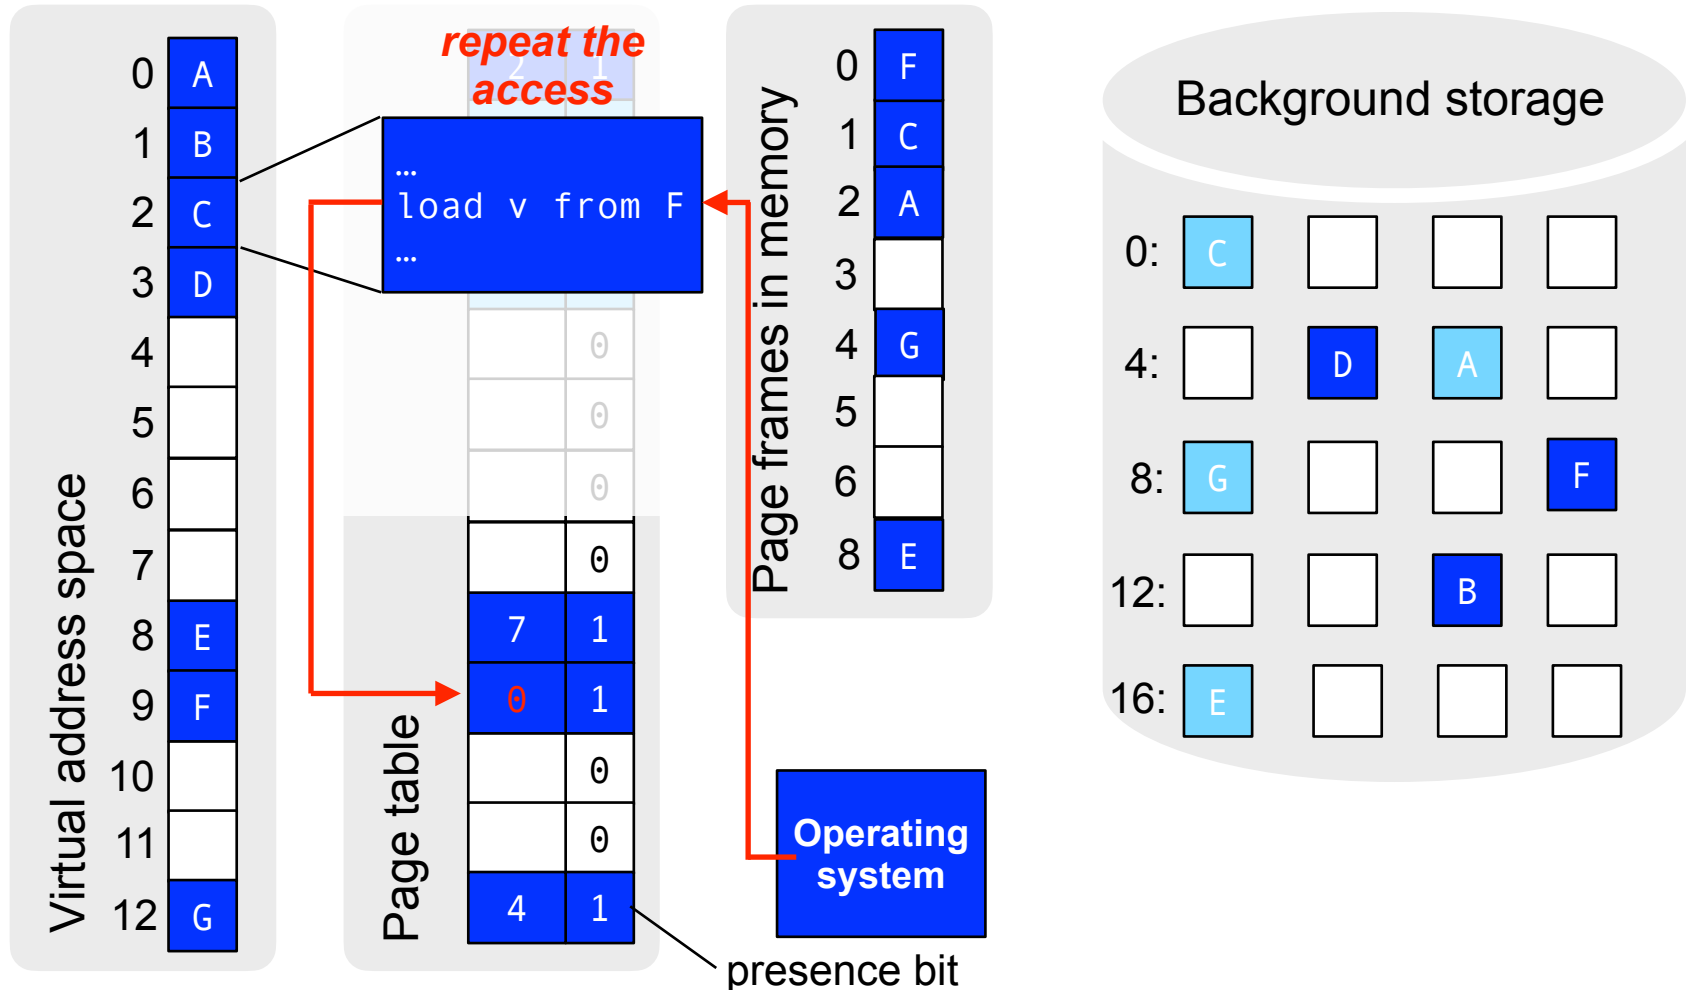 Virtual address space
0 A
1 B
2 C
3 D
4
5
6
7
8 E
9 F
10
11
12 G
Page table
repeat the
access
2 1
…
load v from F
…
0
0
0
0
7 1
0 1
0
0
4 1
presence bit
Page frames in memory
0 F
1 C
2 A
3
4 G
5
6
8 E
Operating
system
Background storage
0: C
4: D A
8: G F
12: B
16: E